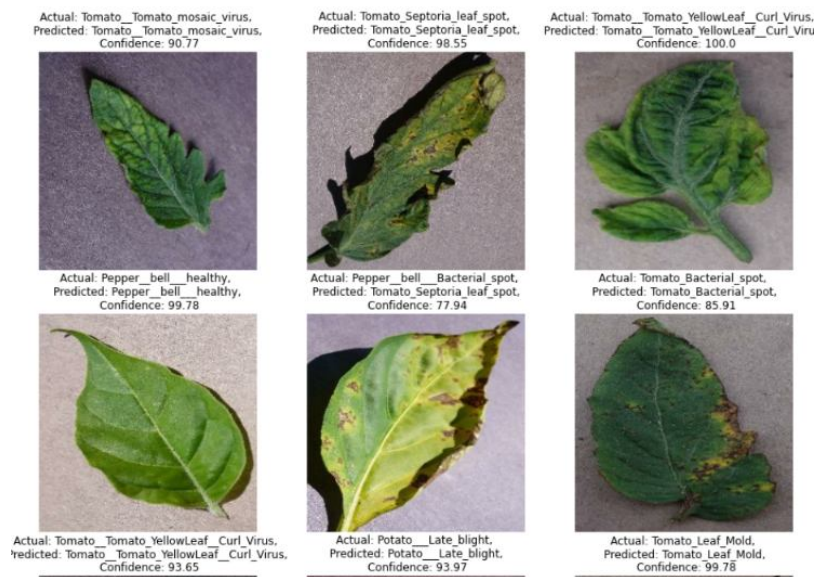 Actual: Tomato__Tomato_mosaic_virus,
Predicted: Tomato__Tomato_mosaic_virus,
Confidence: 90.77
Actual: Tomato_Septoria_leaf_spot,
Predicted: Tomato_Septoria_leaf_spot,
Confidence: 98.55
Actual: Tomato__Tomato_YellowLeaf__Curl_Virus,
Predicted: Tomato__Tomato_YellowLeaf__Curl_Viru
Confidence: 100.0
Actual: Pepper__bell___healthy,
Predicted: Pepper__bell___healthy,
Confidence: 99.78
Actual: Pepper__bell___Bacterial_spot,
Predicted: Tomato_Septoria_leaf_spot,
Confidence: 77.94
Actual: Tomato_Bacterial_spot,
Predicted: Tomato_Bacterial_spot,
Confidence: 85.91
Actual: Tomato__Tomato_YellowLeaf__Curl_Virus,
Predicted: Tomato__Tomato_YellowLeaf__Curl_Virus,
Confidence: 93.65
Actual: Potato___Late_blight,
Predicted: Potato___Late_blight,
Confidence: 93.97
Actual: Tomato_Leaf_Mold,
Predicted: Tomato_Leaf_Mold,
Confidence: 99.78